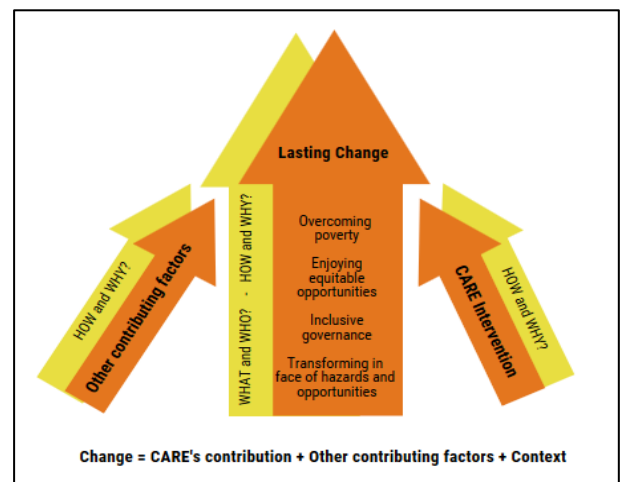 Lasting Change
Overcoming
poverty
Enjoying
equitable
opportunities
Inclusive
governance
Transforming in
face of hazards and
opportunities
WHAT and WHO? - HOW and WHY?
HOW and WHY?
Other contributing factors
CARE Intervention
HOW and WHY?
Change = CARE's contribution + Other contributing factors + Context